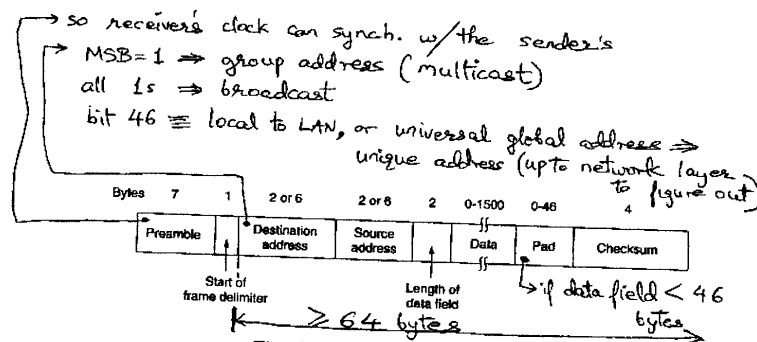 so receiver's clock can synch. w/the sender's
MSB=1 ⇒ group address (multicast)
all 1s ⇒ broadcast
bit 46 ≡ local to LAN, or universal global address ⇒
unique address (upto network layer
to figure out)
Bytes 7 1 2 or 6 2 or 6 2 0-1500 0-46 4
Preamble Destination address Source address Data Pad Checksum
Start of frame delimiter
Length of data field
if data field < 46
bytes
≥ 64 bytes